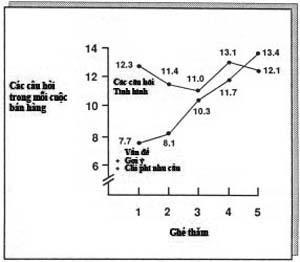 14
12.3
11.4
11.0
13.1
13.4
Các câu hỏi
trong mỗi cuộc
bán hàng
12
Các câu hỏi
Tình hình
11.7
12.1
10
10.3
8
7.7
8.1
6
Vấn đề
Gợi ý
Chi phí nhu cầu
1 2 3 4 5
Ghé thăm